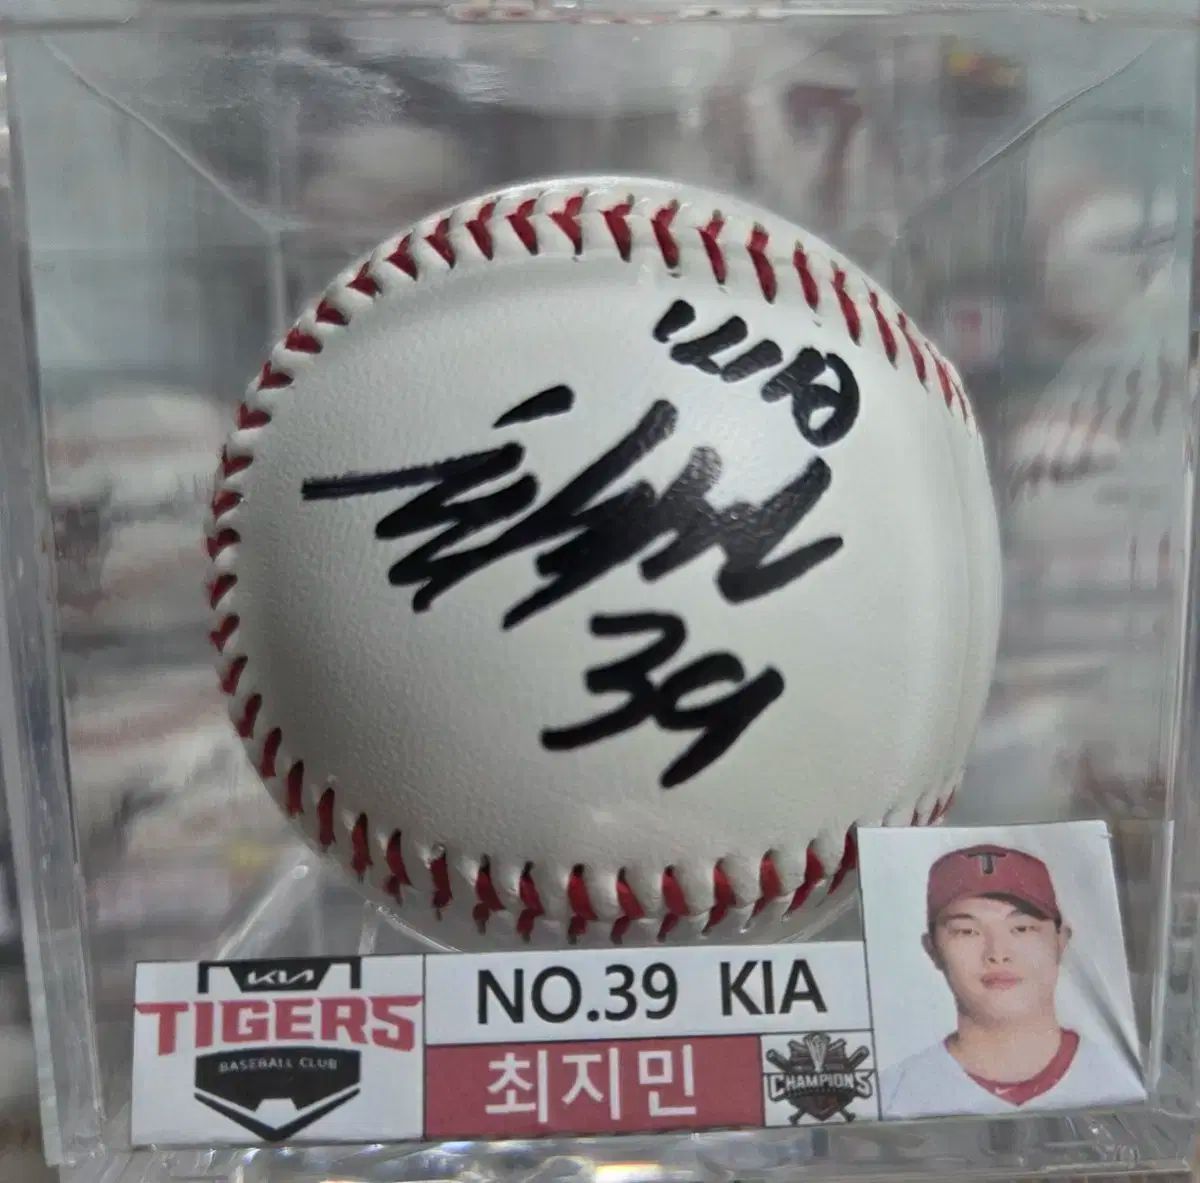 39
KIA
TIGERS
BASEBALL CLUB
NO.39 KIA
최지민
CHAMPIONS
T